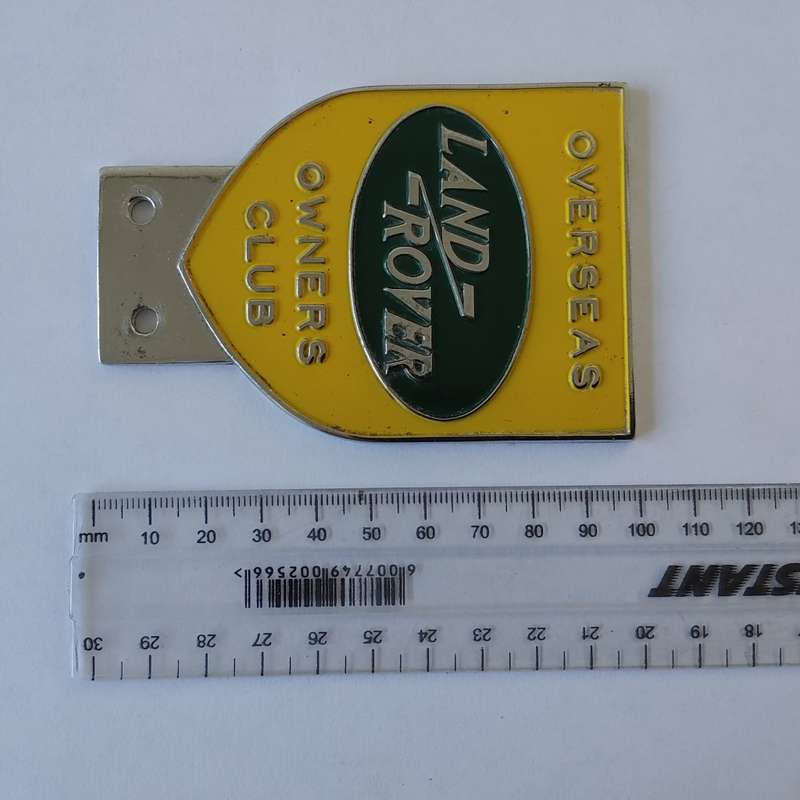 OVERSEAS
LAND
ROVER
OWNERS
CLUB
mm 10 20 30 40 50 60 70 80 90 100 110 120
6 007749 002566 >
STANT
30 29 28 27 26 25 24 23 22 21 20 19 18